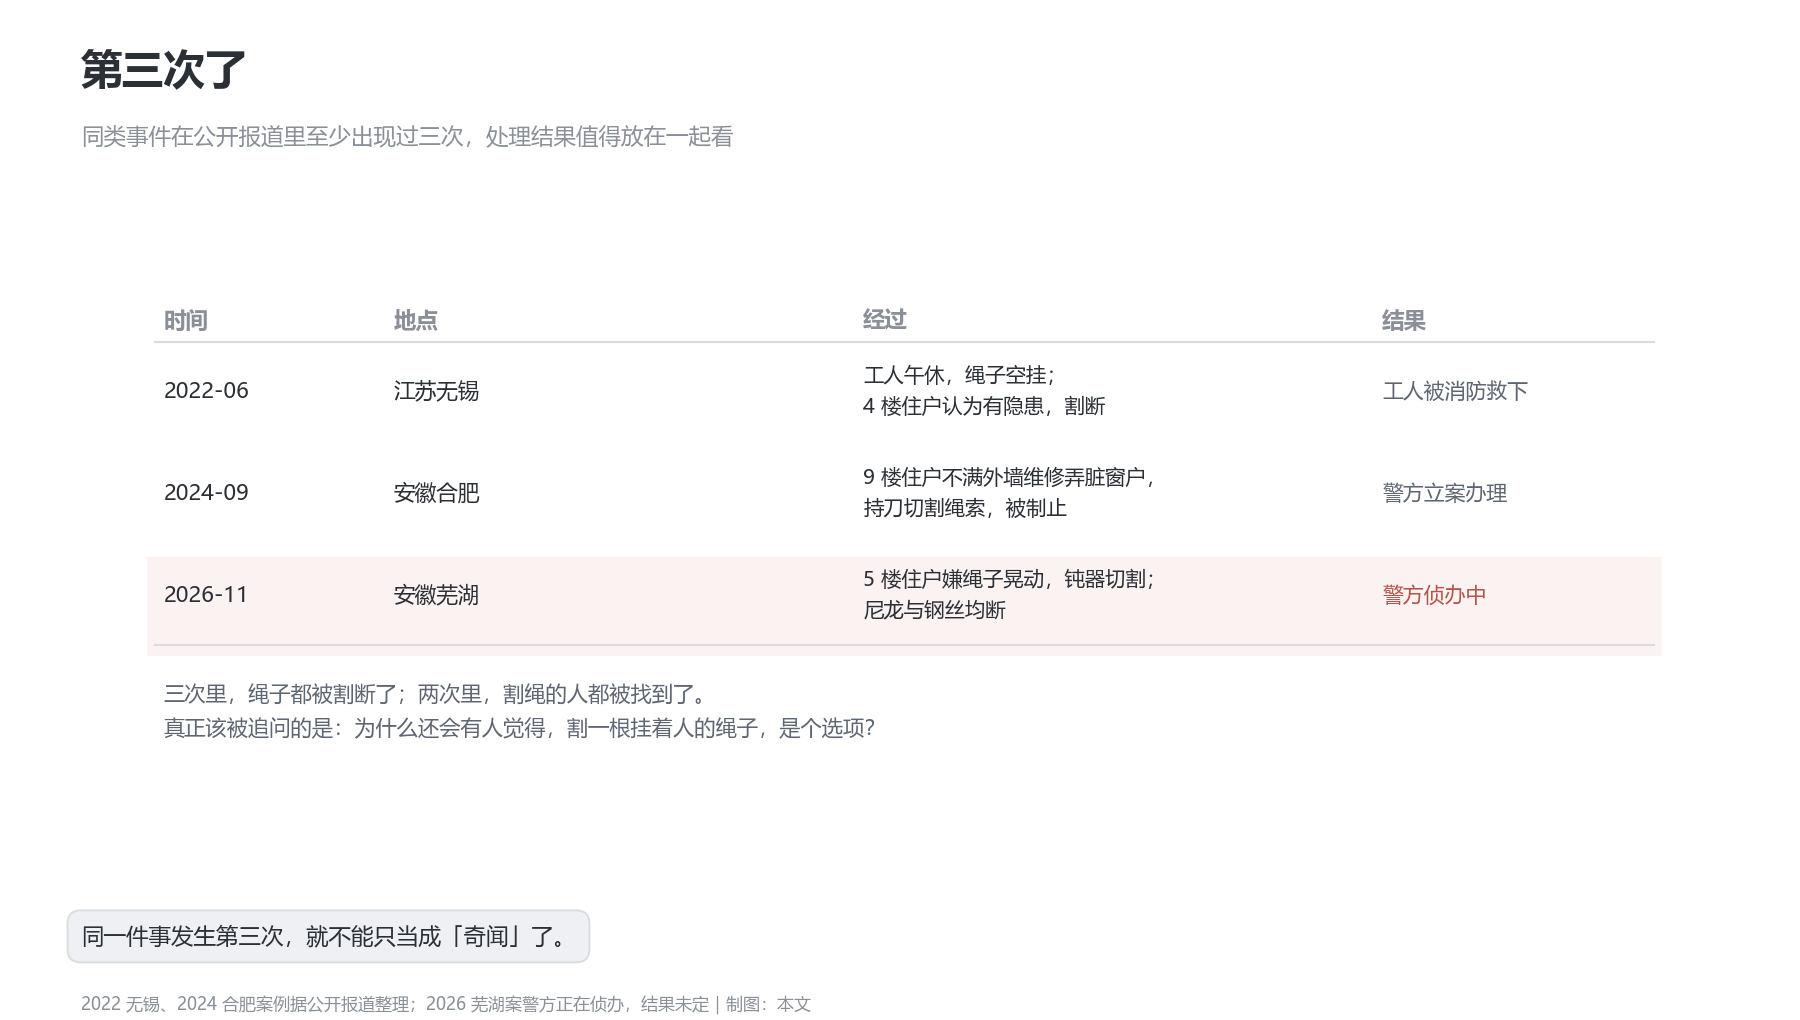 第三次了
同类事件在公开报道里至少出现过三次，处理结果值得放在一起看
时间 地点 经过 结果
2022-06 江苏无锡 工人午休，绳子空挂； 工人被消防救下
4 楼住户认为有隐患，割断
2024-09 安徽合肥 9 楼住户不满外墙维修弄脏窗户， 警方立案办理
持刀切割绳索，被制止
2026-11 安徽芜湖 5 楼住户嫌绳子晃动，钝器切割； 警方侦办中
尼龙与钢丝均断
三次里，绳子都被割断了；两次里，割绳的人都被找到了。
真正该被追问的是：为什么还会有人觉得，割一根挂着人的绳子，是个选项？
同一件事发生第三次，就不能只当成「奇闻」了。
2022 无锡、2024 合肥案例据公开报道整理；2026 芜湖案警方正在侦办，结果未定 | 制图：本文